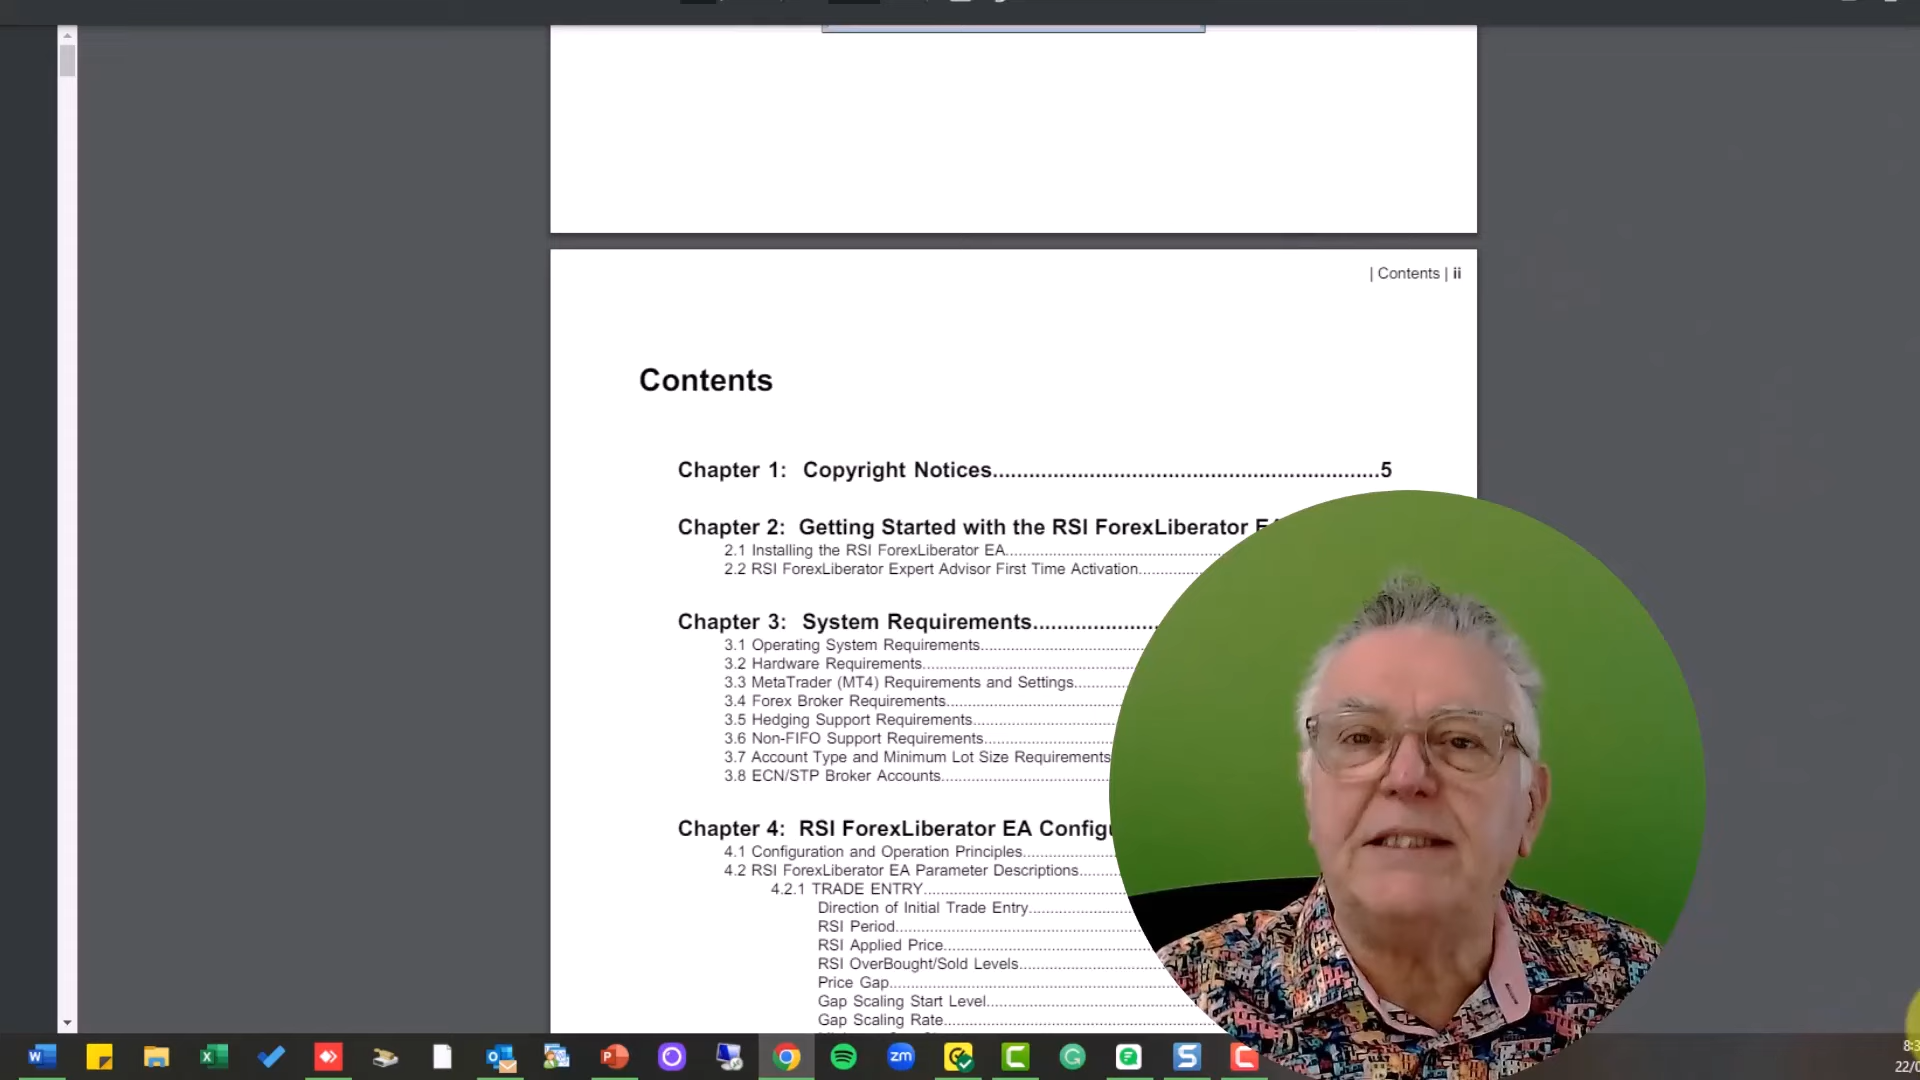 | Contents | ii
Contents
Chapter 1: Copyright Notices...............................................................5
Chapter 2: Getting Started with the RSI ForexLiberator
2.1 Installing the RSI ForexLiberator EA
2.2 RSI ForexLiberator Expert Advisor First Time Activation
Chapter 3: System Requirements
3.1 Operating System Requirements
3.2 Hardware Requirements
3.3 MetaTrader (MT4) Requirements and Settings
3.4 Forex Broker Requirements
3.5 Hedging Support Requirements
3.6 Non-FIFO Support Requirements
3.7 Account Type and Minimum Lot Size Requirements
3.8 ECN/STP Broker Accounts
Chapter 4: RSI ForexLiberator EA
4.1 Configuration and Operation Principles
4.2 RSI ForexLiberator EA Parameter Descriptions
4.2.1 TRADE ENTRY
Direction of Initial Trade Entry
RSI Period
RSI Applied Price
RSI OverBought/Sold Levels
Price Gap
Gap Scaling Start Level
Gap Scaling Rate
zm